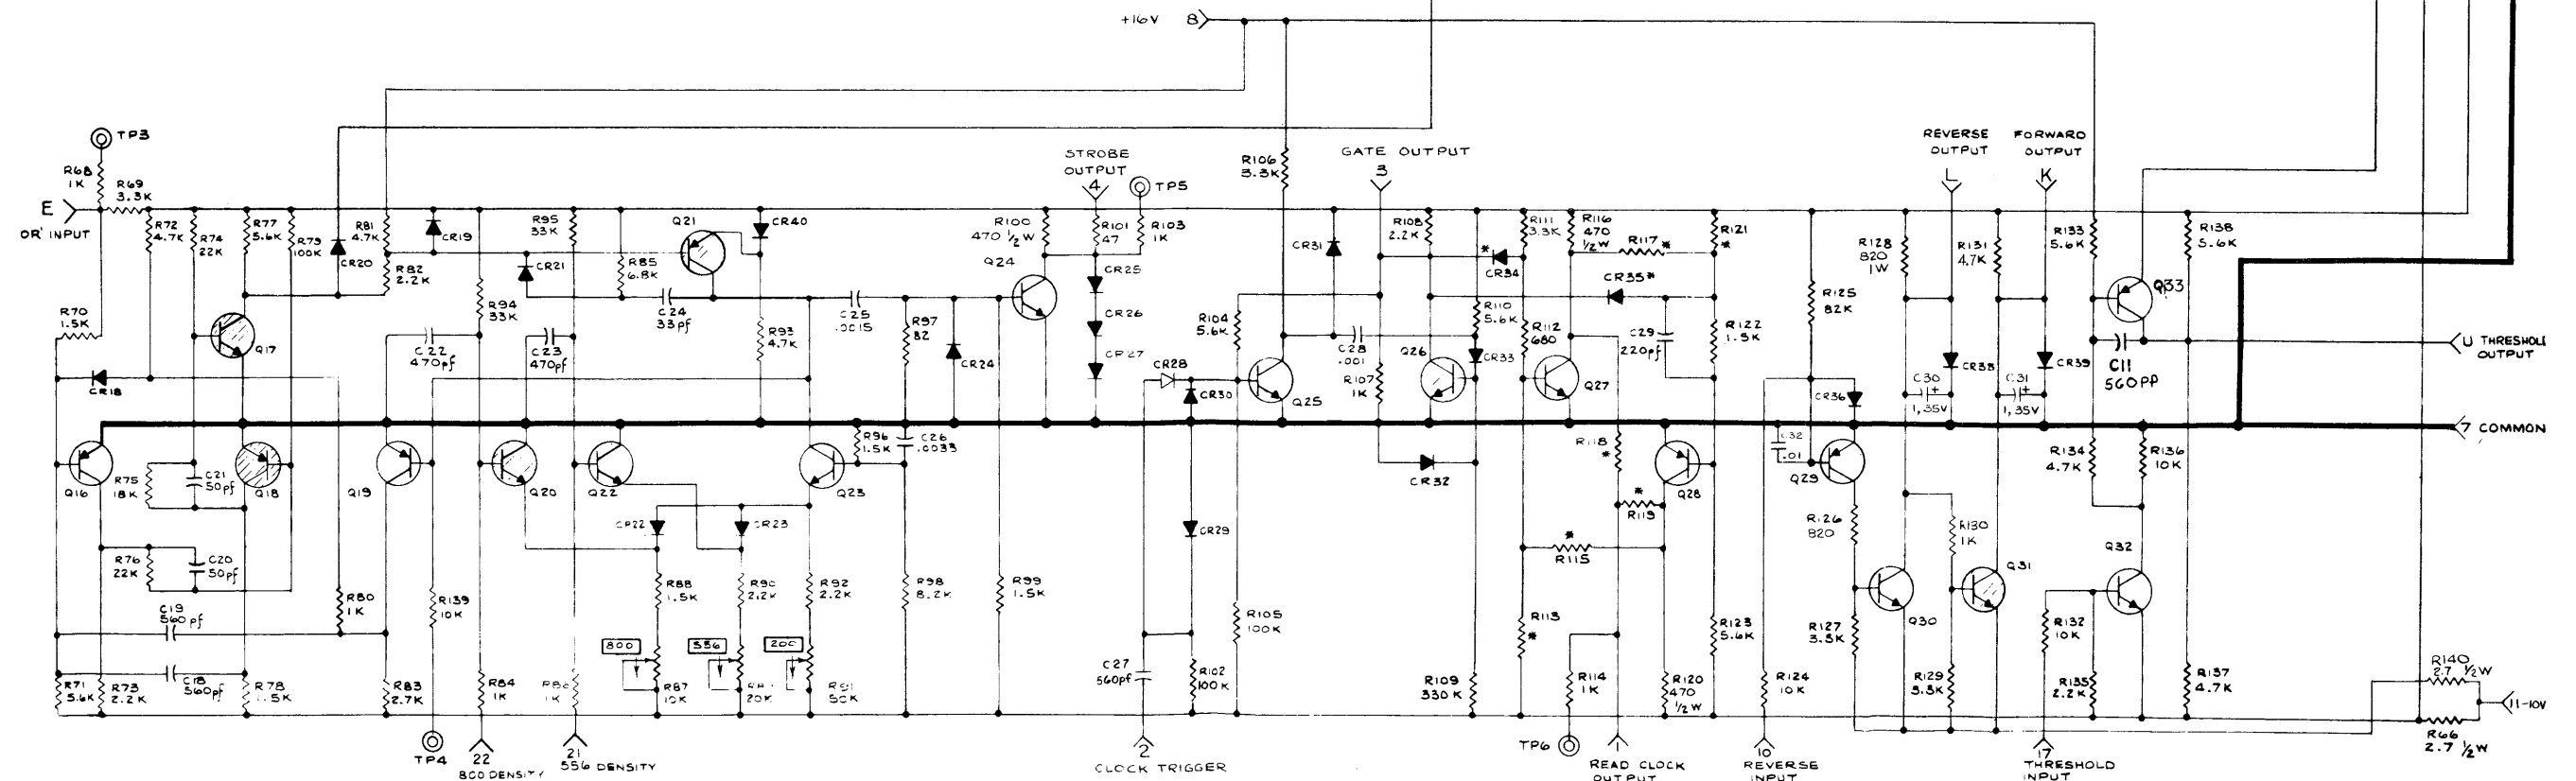 +16V 8
TP3
R68
1K
R69
3.3K
E
OR' INPUT
R72
4.7K
R74
22K
R77
5.6K
R79
100K
CR20
R81
4.7K
R82
2.2K
CR19
R94
33K
CR21
R95
33K
R85
6.8K
Q21
CR40
C24
33pf
R93
4.7K
C25
.0015
R97
82
CR24
Q24
R100
470 1/2 W
STROBE
OUTPUT
4
TP5
R101
47
R103
1K
CR25
CR26
CR27
R70
1.5K
CR18
Q17
C22
470pf
C23
470pf
R106
3.3K
GATE OUTPUT
3
CR31
R104
5.6K
CR28
CR30
Q25
C28
.001
R107
1K
R108
2.2K
Q26
R110
5.6K
CR33
*
CR34
R111
3.3K
R112
680
R116
470
1/2 W
R117*
CR35*
R121
*
Q27
C29
220pf
R122
1.5K
R125
82K
REVERSE
OUTPUT
L
FORWARD
OUTPUT
K
R128
820
1W
R131
4.7K
R133
5.6K
R138
5.6K
Q33
CR36
C30
+
1,35V
CR38
C31
+
1,35V
CR39
C11
560PF
U THRESHOL
OUTPUT
7 COMMON
Q16
R75
18K
C21
50pf
Q18
Q19
Q20
Q22
Q23
R96
1.5K
C26
.0033
R76
22K
C20
50pf
C19
560pf
C18
560pf
R71
5.6K
R73
2.2K
R78
1.5K
R80
1K
R83
2.7K
R139
10K
R84
1K
R86
1K
CR22
CR23
R88
1.5K
R90
2.2K
R92
2.2K
800
556
200
R87
10K
20K
R91
50K
R98
8.2K
R99
1.5K
CR29
C27
560pf
R102
100K
R105
100K
CR32
R118
*
*
R119
*
R115
Q28
C32
.01
Q29
R126
820
R130
1K
R134
4.7K
R136
10K
Q32
Q31
Q30
R109
330K
R113
*
R114
1K
R120
470
1/2 W
R123
5.6K
R124
10K
R127
3.3K
R129
3.3K
R132
10K
R135
2.2K
R137
4.7K
R140
2.7 1/2W
11-10V
R66
2.7 1/2W
TP4
22
800 DENSITY
21
556 DENSITY
2
CLOCK TRIGGER
TP6
1
READ CLOCK
OUTPUT
10
REVERSE
INPUT
17
THRESHOLD
INPUT